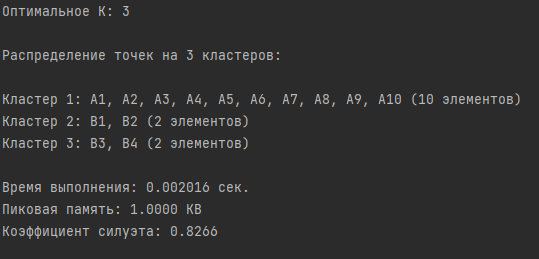 Оптимальное K: 3
Распределение точек на 3 кластеров:
Кластер 1: A1, A2, A3, A4, A5, A6, A7, A8, A9, A10 (10 элементов)
Кластер 2: B1, B2 (2 элементов)
Кластер 3: B3, B4 (2 элементов)
Время выполнения: 0.002016 сек.
Пиковая память: 1.0000 KB
Коэффициент силуэта: 0.8266